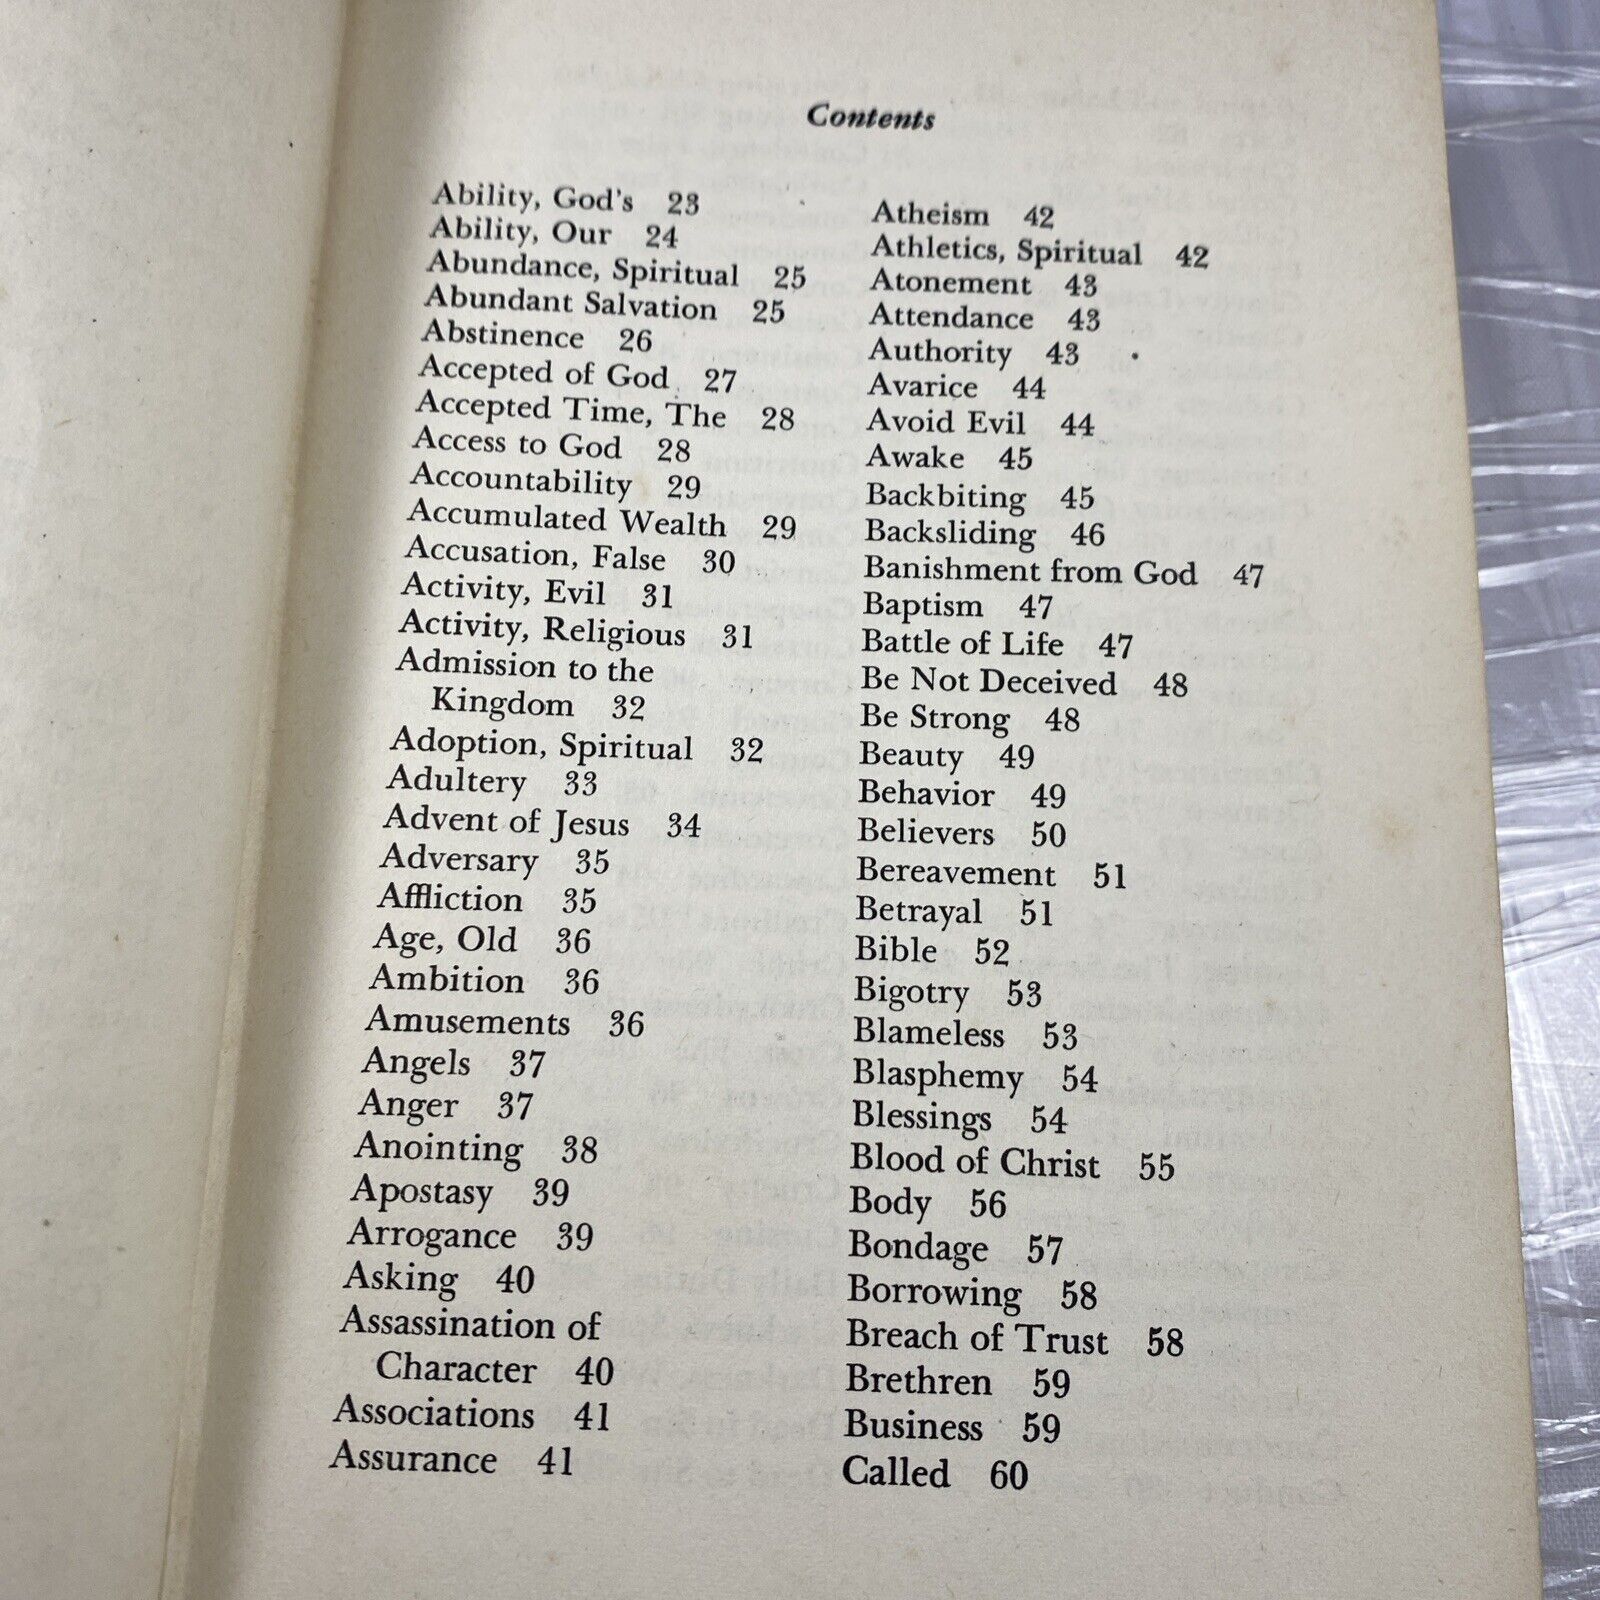 Contents
Ability, God's 23
Ability, Our 24
Abundance, Spiritual 25
Abundant Salvation 25
Abstinence 26
Accepted of God 27
Accepted Time, The 28
Access to God 28
Accountability 29
Accumulated Wealth 29
Accusation, False 30
Activity, Evil 31
Activity, Religious 31
Admission to the
Kingdom 32
Adoption, Spiritual 32
Adultery 33
Advent of Jesus 34
Adversary 35
Affliction 35
Age, Old 36
Ambition 36
Amusements 36
Angels 37
Anger 37
Anointing 38
Apostasy 39
Arrogance 39
Asking 40
Assassination of
Character 40
Associations 41
Assurance 41
Atheism 42
Athletics, Spiritual 42
Atonement 43
Attendance 43
Authority 43
Avarice 44
Avoid Evil 44
Awake 45
Backbiting 45
Backsliding 46
Banishment from God 47
Baptism 47
Battle of Life 47
Be Not Deceived 48
Be Strong 48
Beauty 49
Behavior 49
Believers 50
Bereavement 51
Betrayal 51
Bible 52
Bigotry 53
Blameless 53
Blasphemy 54
Blessings 54
Blood of Christ 55
Body 56
Bondage 57
Borrowing 58
Breach of Trust 58
Brethren 59
Business 59
Called 60